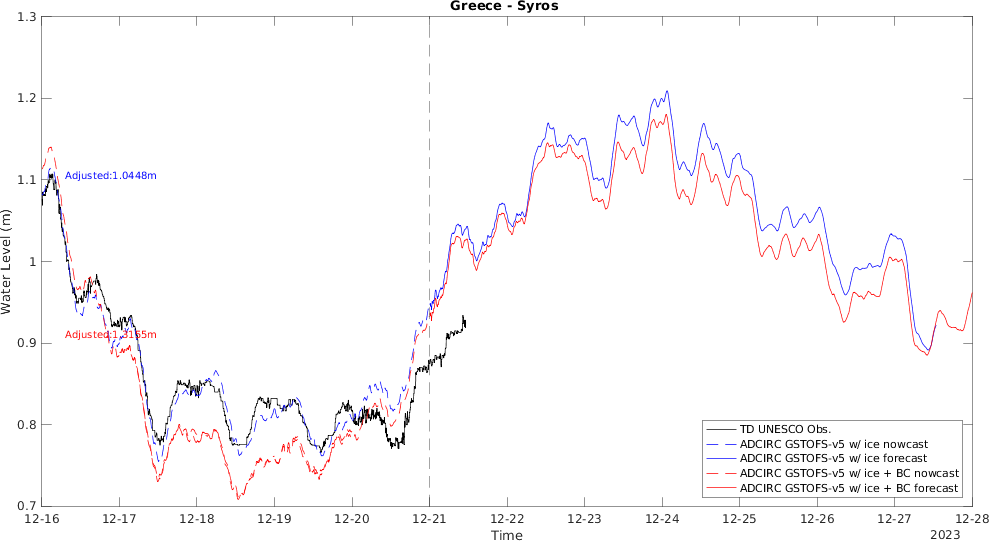 Greece - Syros
1.3
1.2
1.1
1
0.9
0.8
0.7
Water Level (m)
Adjusted:1.0448m
Adjusted:1.3155m
TD UNESCO Obs.
ADCIRC GSTOFS-v5 w/ ice nowcast
ADCIRC GSTOFS-v5 w/ ice forecast
ADCIRC GSTOFS-v5 w/ ice + BC nowcast
ADCIRC GSTOFS-v5 w/ ice + BC forecast
12-16 12-17 12-18 12-19 12-20 12-21 12-22 12-23 12-24 12-25 12-26 12-27 12-28
Time
2023